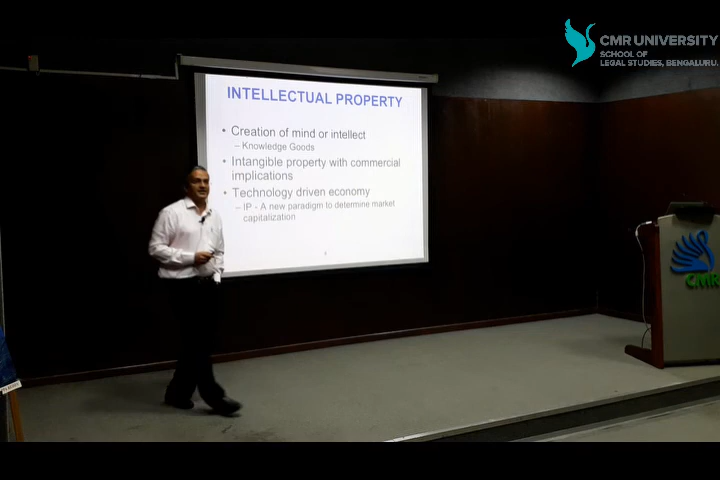 CMR UNIVERSITY
SCHOOL OF
LEGAL STUDIES, BENGALURU.
INTELLECTUAL PROPERTY
• Creation of mind or intellect
– Knowledge Goods
• Intangible property with commercial
implications
• Technology driven economy
– IP - A new paradigm to determine market
capitalization
CMR